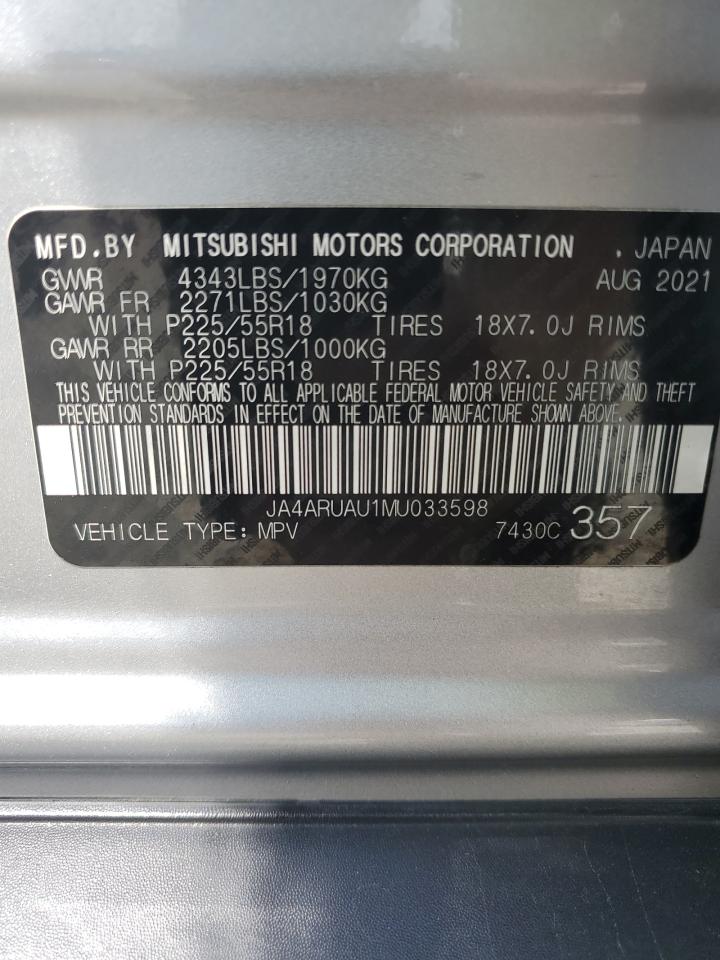 MFD.BY MITSUBISHI MOTORS CORPORATION . JAPAN
GVWR 4343LBS/1970KG AUG 2021
GAWR FR 2271LBS/1030KG
WITH P225/55R18 TIRES 18X7.0J RIMS
GAWR RR 2205LBS/1000KG
WITH P225/55R18 TIRES 18X7.0J RIMS
THIS VEHICLE CONFORMS TO ALL APPLICABLE FEDERAL MOTOR VEHICLE SAFETY AND THEFT
PREVENTION STANDARDS IN EFFECT ON THE DATE OF MANUFACTURE SHOWN ABOVE.
JA4ARUAU1MU033598
VEHICLE TYPE: MPV 7430C 357